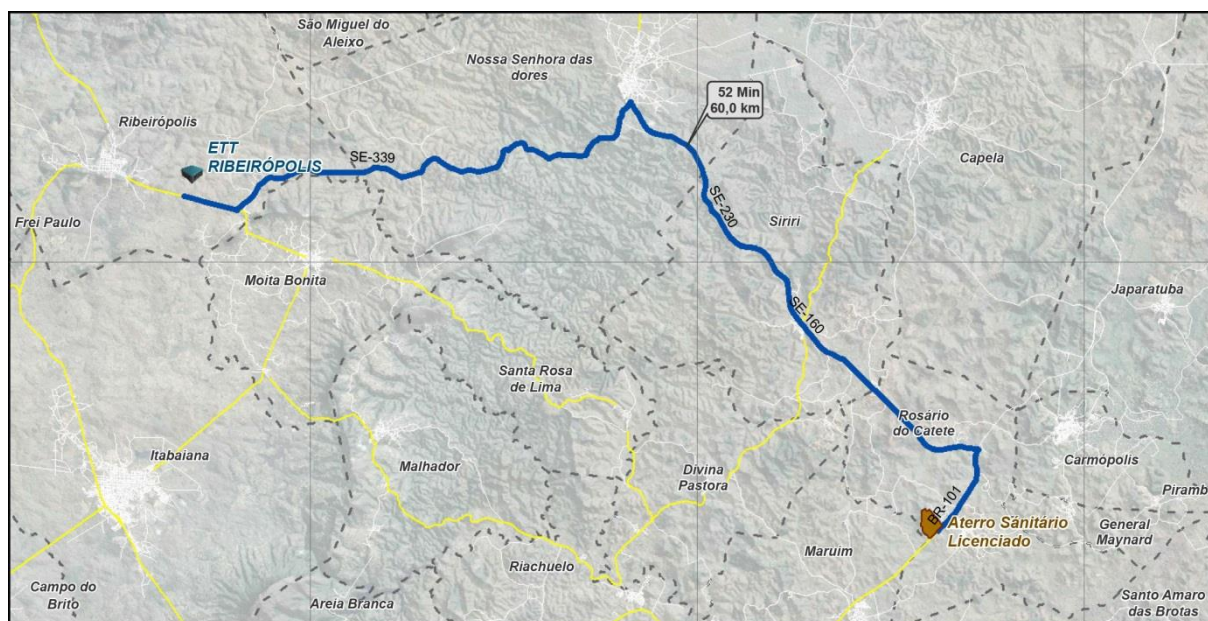 São Miguel do
Aleixo
Nossa Senhora das
dores
52 Min
60,0 km
Ribeirópolis
ETT
RIBEIRÓPOLIS
SE-339
Capela
Frei Paulo
SE-230
Siriri
Moita Bonita
Japaratuba
SE-160
Santa Rosa
de Lima
Rosário
do Catete
Itabaiana
Malhador
Divina
Pastora
Carmópolis
Piramb
BR-101
Aterro Sanitário
Licenciado
General
Maynard
Maruim
Riachuelo
Campo do
Brito
Areia Branca
Santo Amaro
das Brotas